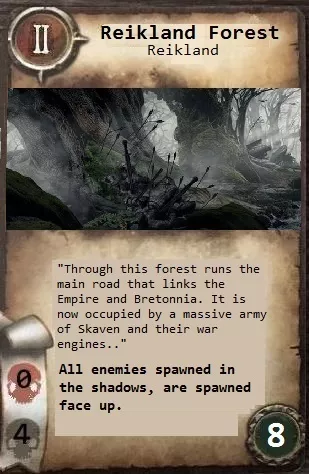 II
Reikland Forest
Reikland
"Through this forest runs the
main road that links the
Empire and Bretonnia. It is
now occupied by a massive army
of Skaven and their war
engines.."
All enemies spawned in
the shadows, are spawned
face up.
0
4
8